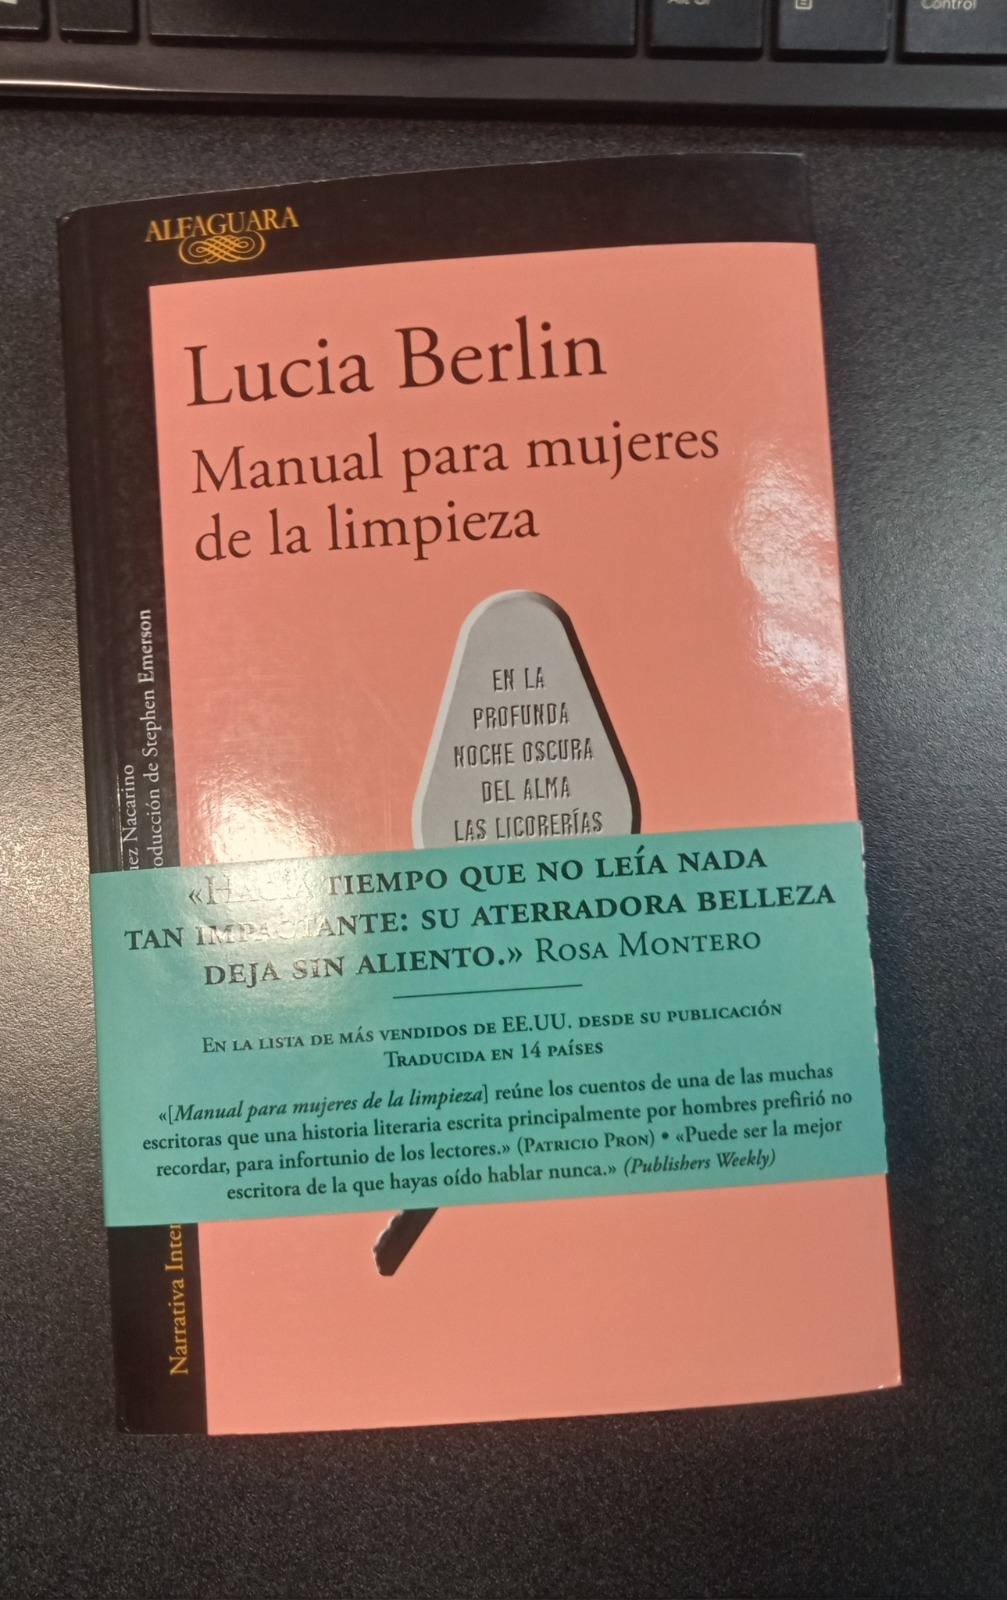 Alt Gr
Control
ALFAGUARA
Lucia Berlin
Manual para mujeres
de la limpieza
EN LA
PROFUNDA
NOCHE OSCURA
DEL ALMA
LAS LICORERÍAS
Nacarino
Stephen Emerson
Narrativa
«HACÍA TIEMPO QUE NO LEÍA NADA
TAN IMPACTANTE: SU ATERRADORA BELLEZA
DEJA SIN ALIENTO.» ROSA MONTERO
EN LA LISTA DE MÁS VENDIDOS DE EE.UU. DESDE SU PUBLICACIÓN
TRADUCIDA EN 14 PAÍSES
«[Manual para mujeres de la limpieza] reúne los cuentos de una de las muchas
escritoras que una historia literaria escrita principalmente por hombres prefirió no
recordar, para infortunio de los lectores.» (PATRICIO PRON) • «Puede ser la mejor
escritora de la que hayas oído hablar nunca.» (Publishers Weekly)